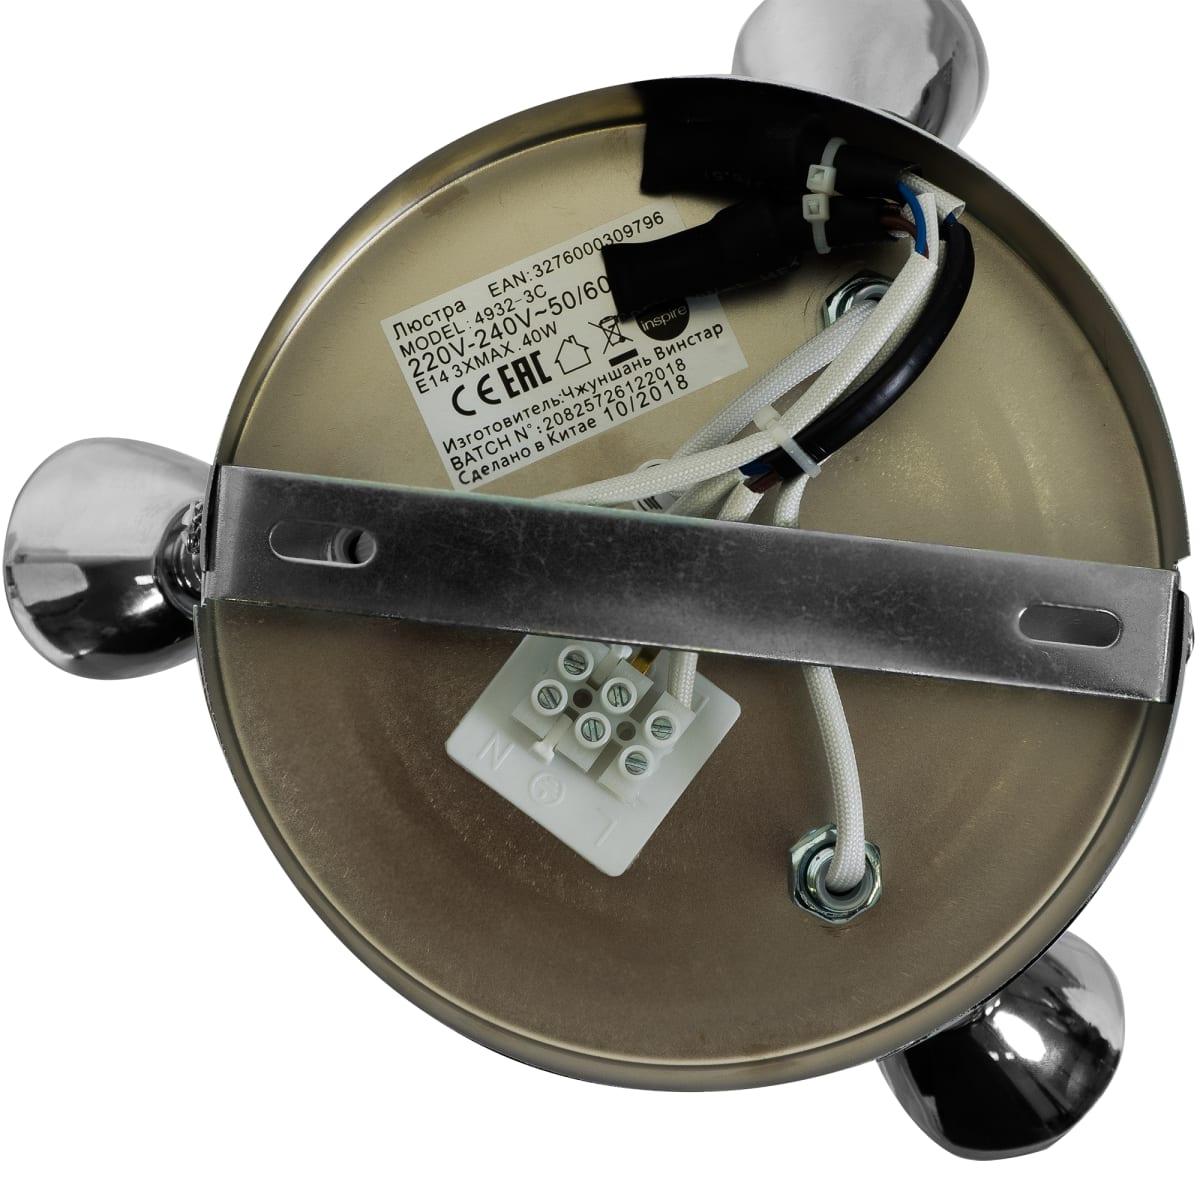 Люстра EAN:3276000309796
MODEL:4932-3C
220V-240V~50/60
E14 3XMAX.40W
CE EAC
inspire
Изготовитель:Чжуншань Винстар
BATCH N°:20825726122018
Сделано в Китае 10/2018
N
L